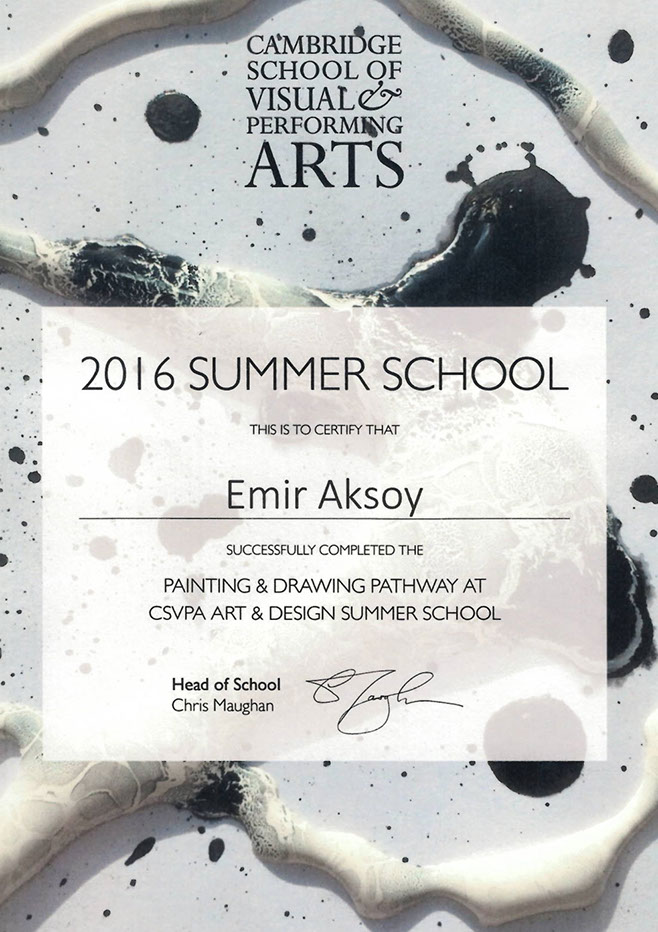 CAMBRIDGE
SCHOOL OF
VISUAL &
PERFORMING
ARTS
2016 SUMMER SCHOOL
THIS IS TO CERTIFY THAT
Emir Aksoy
SUCCESSFULLY COMPLETED THE
PAINTING & DRAWING PATHWAY AT
CSVPA ART & DESIGN SUMMER SCHOOL
Head of School
Chris Maughan